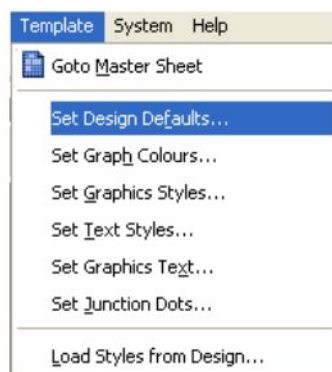 Template System Help
Goto Master Sheet
Set Design Defaults...
Set Graph Colours...
Set Graphics Styles...
Set Text Styles...
Set Graphics Text...
Set Junction Dots...
Load Styles from Design...